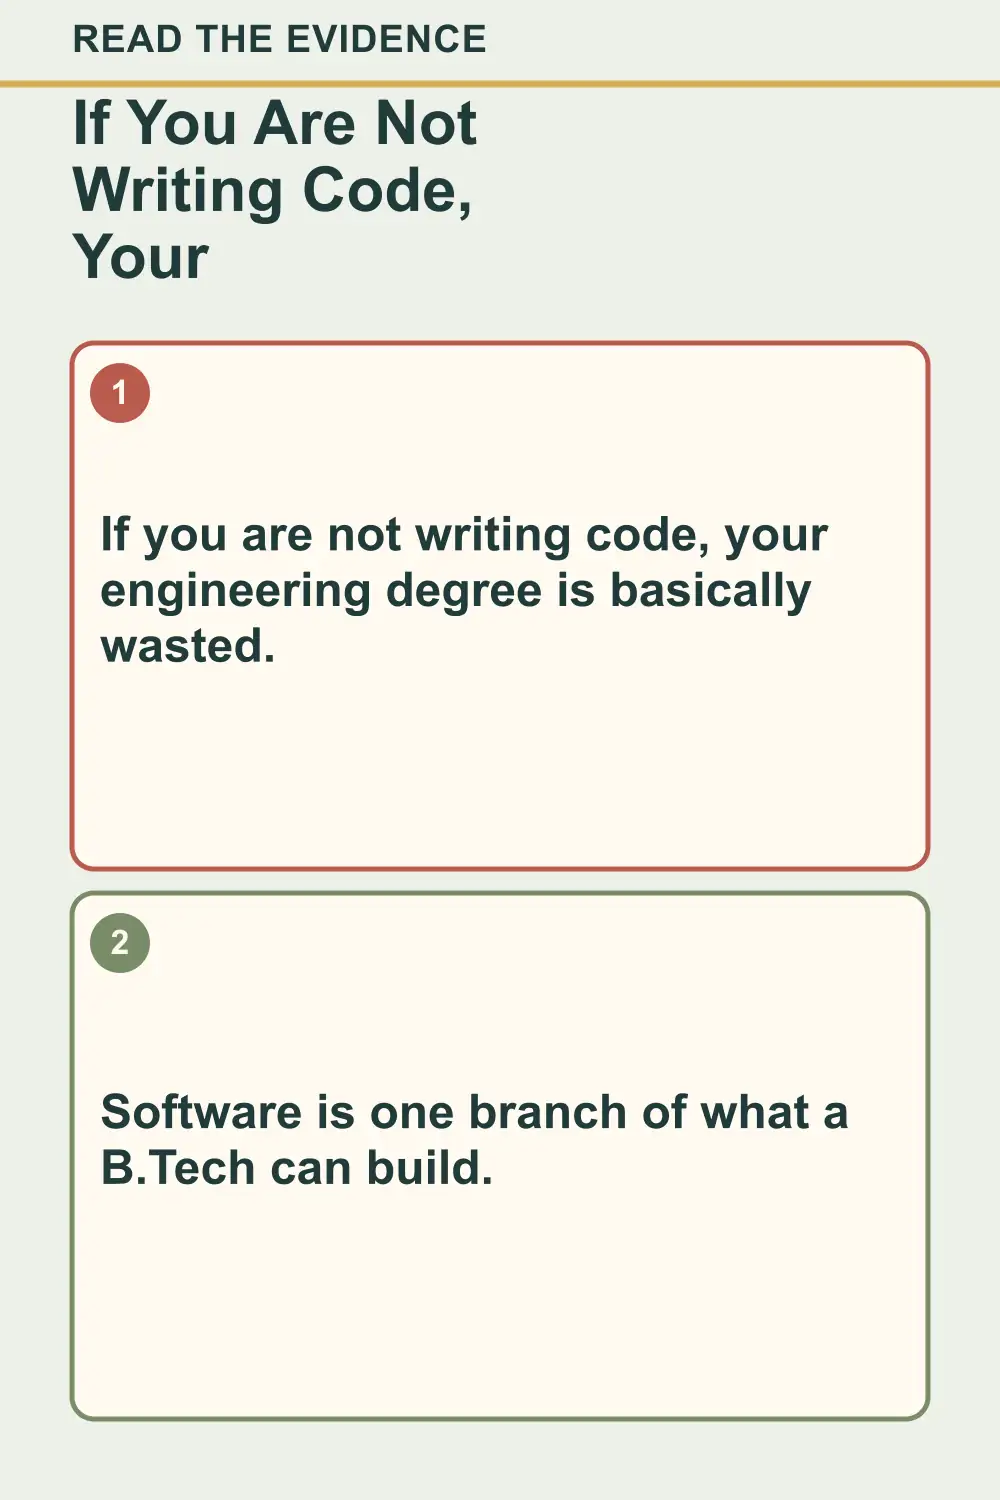 READ THE EVIDENCE
If You Are Not
Writing Code,
Your
1
If you are not writing code, your
engineering degree is basically
wasted.
2
Software is one branch of what a
B.Tech can build.